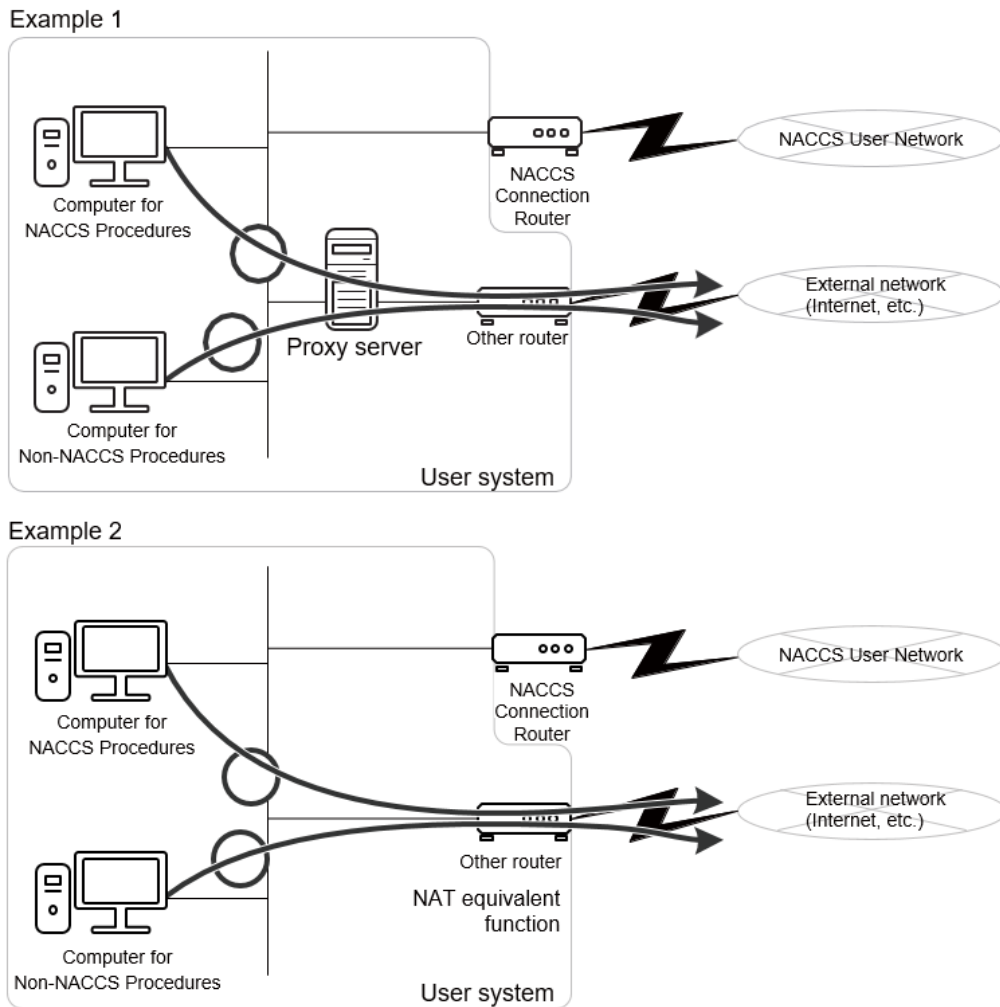 Example 1
Computer for
NACCS Procedures
NACCS
Connection
Router
NACCS User Network
Proxy server
Other router
External network
(Internet, etc.)
Computer for
Non-NACCS Procedures
User system
Example 2
Computer for
NACCS Procedures
NACCS
Connection
Router
NACCS User Network
Other router
External network
(Internet, etc.)
NAT equivalent
function
Computer for
Non-NACCS Procedures
User system